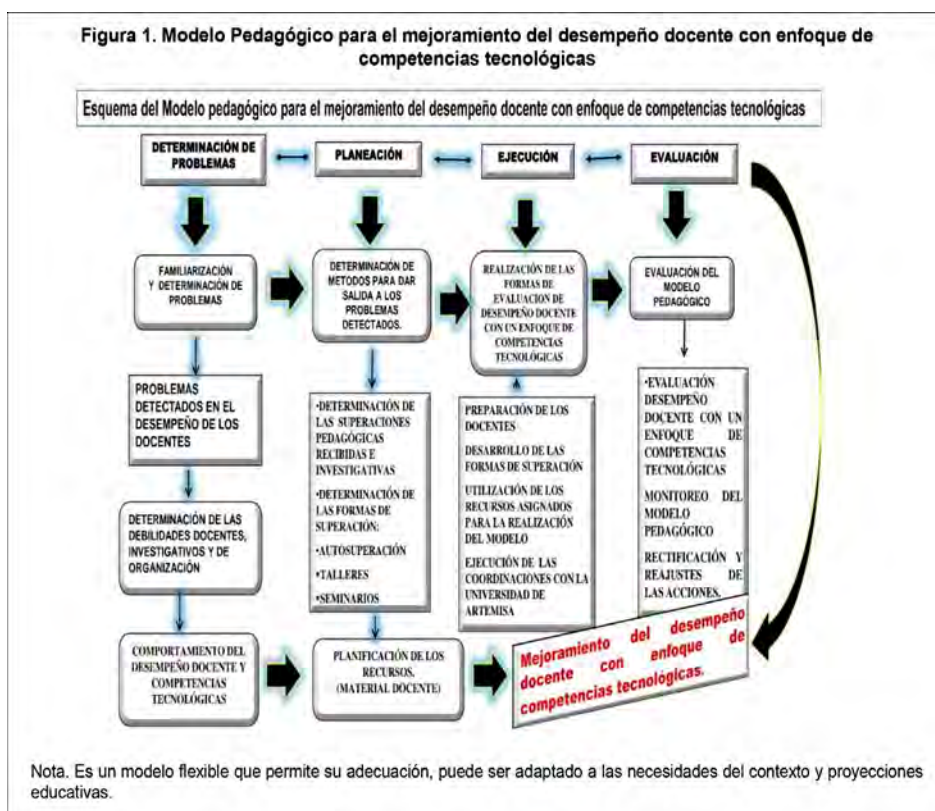 Figura 1. Modelo Pedagógico para el mejoramiento del desempeño docente con enfoque de
competencias tecnológicas
Esquema del Modelo pedagógico para el mejoramiento del desempeño docente con enfoque de competencias tecnológicas
DETERMINACIÓN DE
PROBLEMAS
PLANEACIÓN
EJECUCIÓN
EVALUACIÓN
FAMILIARIZACIÓN
Y DETERMINACIÓN DE
PROBLEMAS
DETERMINACIÓN DE
METODOS PARA DAR
SALIDA A LOS
PROBLEMAS
DETECTADOS.
REALIZACIÓN DE LAS
FORMAS DE
EVALUACION DE
DESEMPEÑO DOCENTE
CON UN ENFOQUE DE
COMPETENCIAS
TECNOLÓGICAS
EVALUACIÓN DEL
MODELO
PEDAGÓGICO
PROBLEMAS
DETECTADOS EN EL
DESEMPEÑO DE LOS
DOCENTES
•DETERMINACIÓN DE
LAS SUPERACIONES
PEDAGÓGICAS
RECIBIDAS E
INVESTIGATIVAS
•DETERMINACIÓN DE
LAS FORMAS DE
SUPERACIÓN:
•AUTOSUPERACIÓN
•TALLERES
•SEMINARIOS
PREPARACIÓN DE LOS
DOCENTES
DESARROLLO DE LAS
FORMAS DE SUPERACIÓN
UTILIZACIÓN DE LOS
RECURSOS ASIGNADOS
PARA LA REALIZACIÓN
DEL MODELO
EJECUCIÓN DE LAS
COORDINACIONES CON LA
UNIVERSIDAD DE
ARTEMISA
•EVALUACIÓN
DESEMPEÑO
DOCENTE CON UN
ENFOQUE DE
COMPETENCIAS
TECNOLÓGICAS
MONITOREO DEL
MODELO
PEDAGÓGICO
RECTIFICACIÓN Y
REAJUSTES DE
LAS ACCIONES.
DETERMINACIÓN DE LAS
DEBILIDADES DOCENTES,
INVESTIGATIVOS Y DE
ORGANIZACIÓN
COMPORTAMIENTO DEL
DESEMPEÑO DOCENTE Y
COMPETENCIAS
TECNOLÓGICAS
PLANIFICACIÓN DE LOS
RECURSOS.
(MATERIAL DOCENTE)
Mejoramiento del desempeño
docente con enfoque de
competencias tecnológicas.
Nota. Es un modelo flexible que permite su adecuación, puede ser adaptado a las necesidades del contexto y proyecciones
educativas.